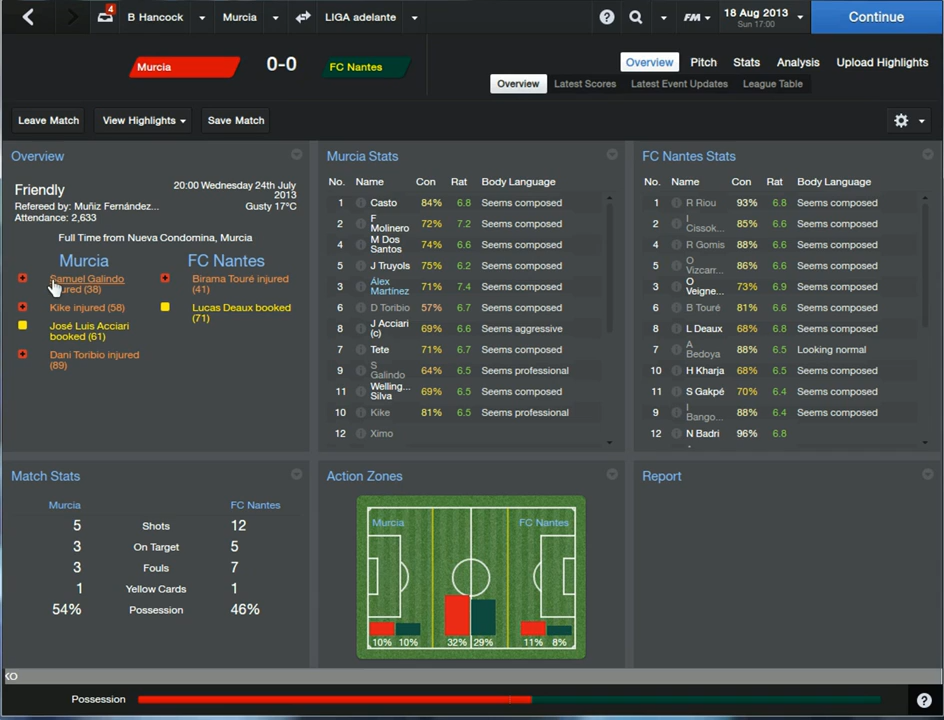 4
B Hancock
Murcia
LIGA adelante
FM
18 Aug 2013
Sun 17:00
Continue
Murcia
0-0
FC Nantes
Overview
Pitch
Stats
Analysis
Upload Highlights
Overview
Latest Scores
Latest Event Updates
League Table
Leave Match
View Highlights
Save Match
Overview
Friendly
Refereed by: Muñiz Fernández...
Attendance: 2,633
20:00 Wednesday 24th July
2013
Gusty 17°C
Full Time from Nueva Condomina, Murcia
Murcia
Samuel Galindo
injured (38)
Kike injured (58)
José Luis Acciari
booked (61)
Dani Toribio injured
(89)
FC Nantes
Birama Touré injured
(41)
Lucas Deaux booked
(71)
Murcia Stats
No. Name Con Rat Body Language
1 Casto 84% 6.8 Seems composed
2 F Molinero 72% 7.2 Seems composed
4 M Dos Santos 74% 6.6 Seems composed
5 J Truyols 75% 6.2 Seems composed
3 Álex Martínez 71% 7.4 Seems composed
6 D Toribio 57% 6.7 Seems composed
8 J Acciari (c) 69% 6.6 Seems aggressive
7 Tete 71% 6.7 Seems composed
9 S Galindo 64% 6.5 Seems professional
11 Welling... Silva 69% 6.5 Seems composed
10 Kike 81% 6.5 Seems professional
12 Ximo
FC Nantes Stats
No. Name Con Rat Body Language
1 R Riou 93% 6.8 Seems composed
2 I Cissok... 85% 6.6 Seems composed
4 R Gomis 88% 6.6 Seems composed
5 O Vizcarr... 86% 6.6 Seems composed
3 O Veigne... 73% 6.9 Seems composed
6 B Touré 81% 6.6 Seems composed
8 L Deaux 68% 6.8 Seems composed
7 A Bedoya 88% 6.5 Looking normal
10 H Kharja 68% 6.5 Seems composed
11 S Gakpé 70% 6.4 Seems composed
9 I Bango... 88% 6.6 Seems composed
12 N Badri 96% 6.8
Match Stats
Murcia FC Nantes
5 Shots 12
3 On Target 5
3 Fouls 7
1 Yellow Cards 1
54% Possession 46%
Action Zones
Murcia
FC Nantes
10% 10% 32% 29% 11% 8%
Report
KO
Possession